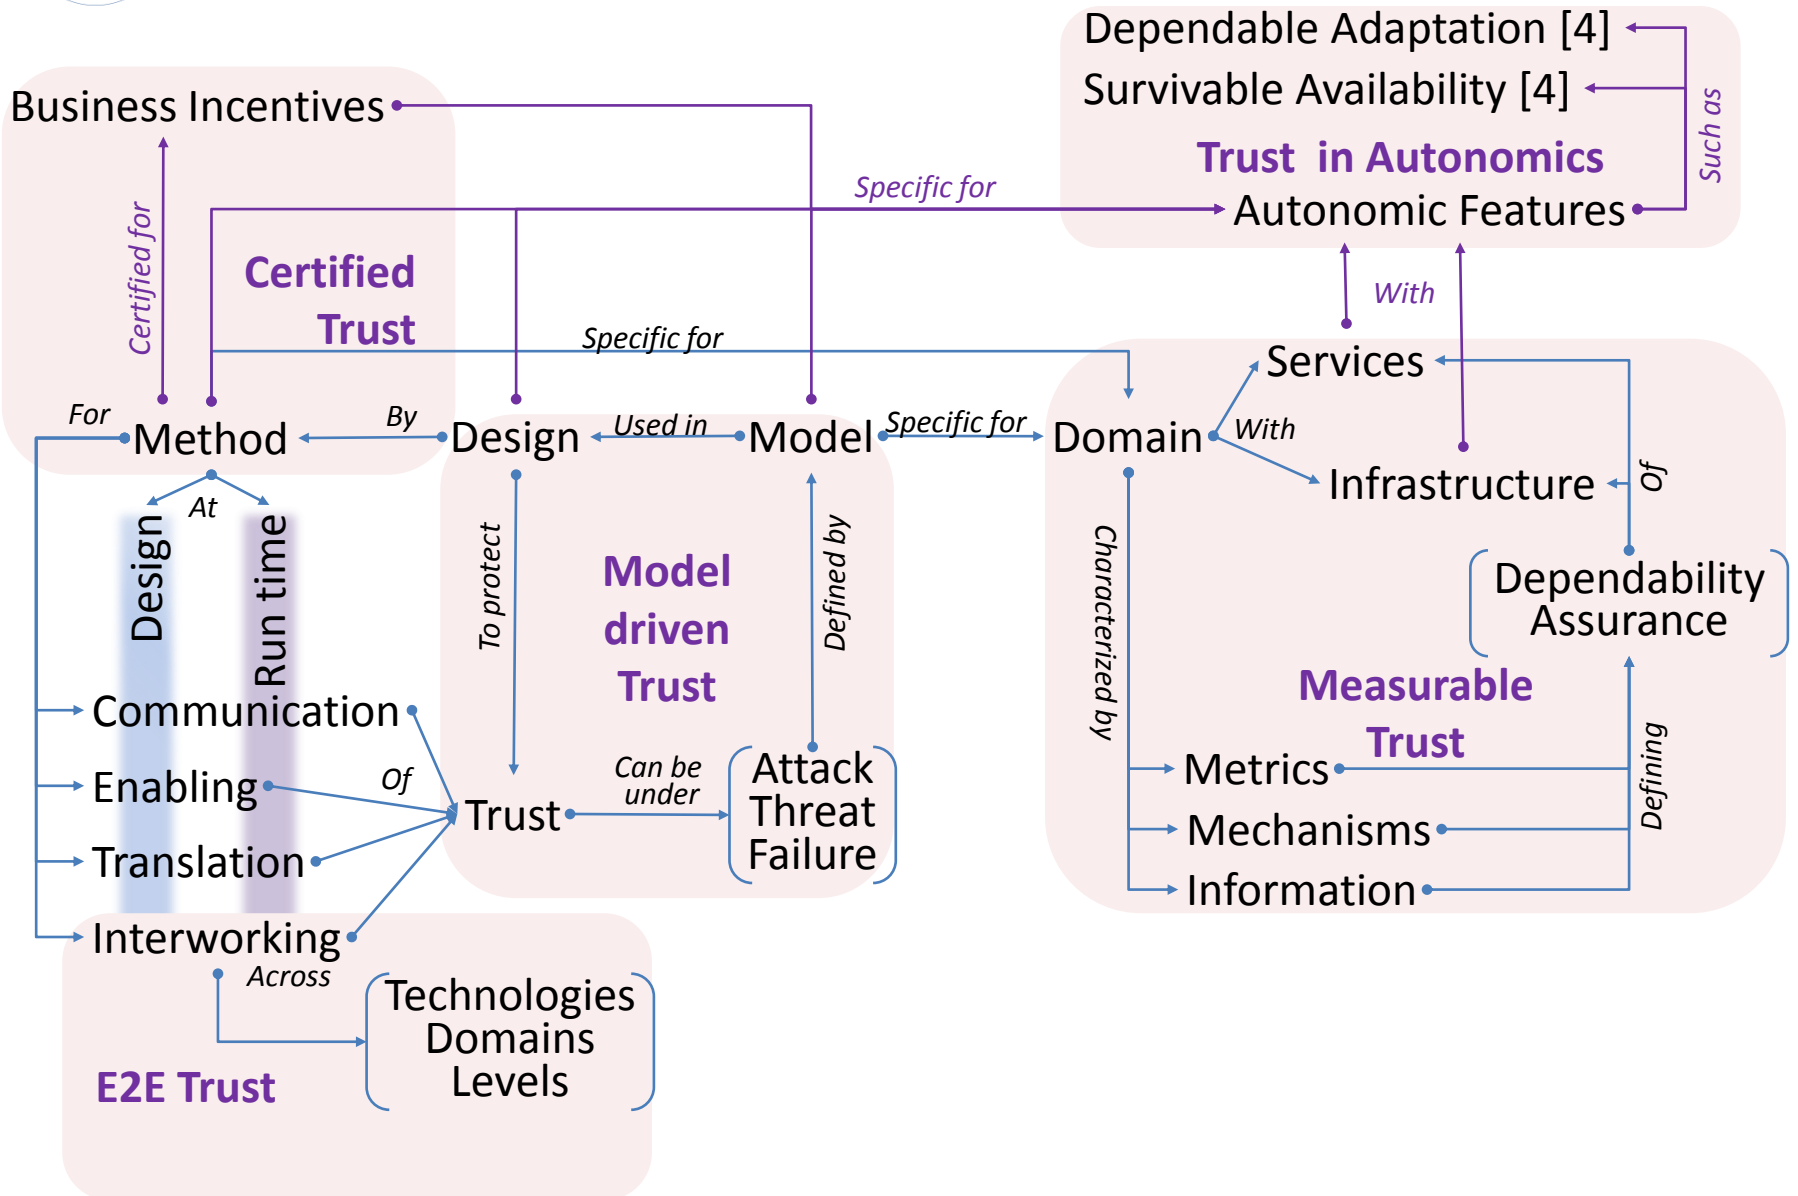 Dependable Adaptation [4]
Survivable Availability [4]
Business Incentives
Such as
Trust in Autonomics
Specific for
Autonomic Features
Certified for
Certified
Trust
With
Specific for
Services
For
Method
By
Design
Used in
Model
Specific for
Domain
With
Infrastructure
Of
At
Design
Run time
To protect
Model
driven
Trust
Defined by
Characterized by
Dependability
Assurance
Measurable
Trust
Defining
Communication
Enabling
Of
Translation
Interworking
Trust
Can be
under
Attack
Threat
Failure
Metrics
Mechanisms
Information
Across
Technologies
Domains
Levels
E2E Trust